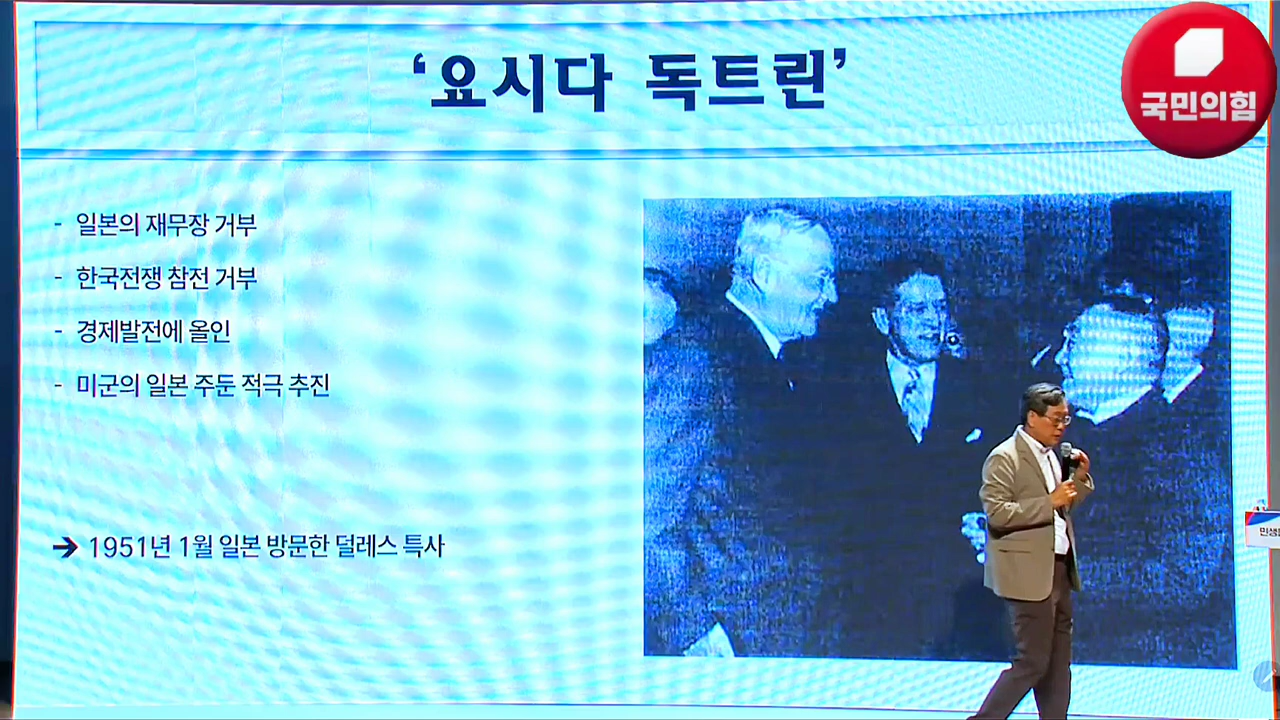 '요시다 독트린'
국민의힘
- 일본의 재무장 거부
- 한국전쟁 참전 거부
- 경제발전에 올인
- 미군의 일본 주둔 적극 추진
→ 1951년 1월 일본 방문한 덜레스 특사
민생